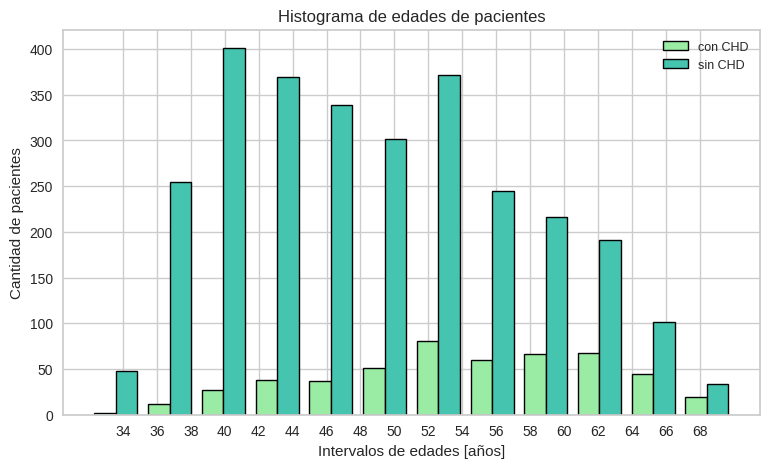 Histograma de edades de pacientes
con CHD
sin CHD
Cantidad de pacientes
400
350
300
250
200
150
100
50
0
34 36 38 40 42 44 46 48 50 52 54 56 58 60 62 64 66 68
Intervalos de edades [años]